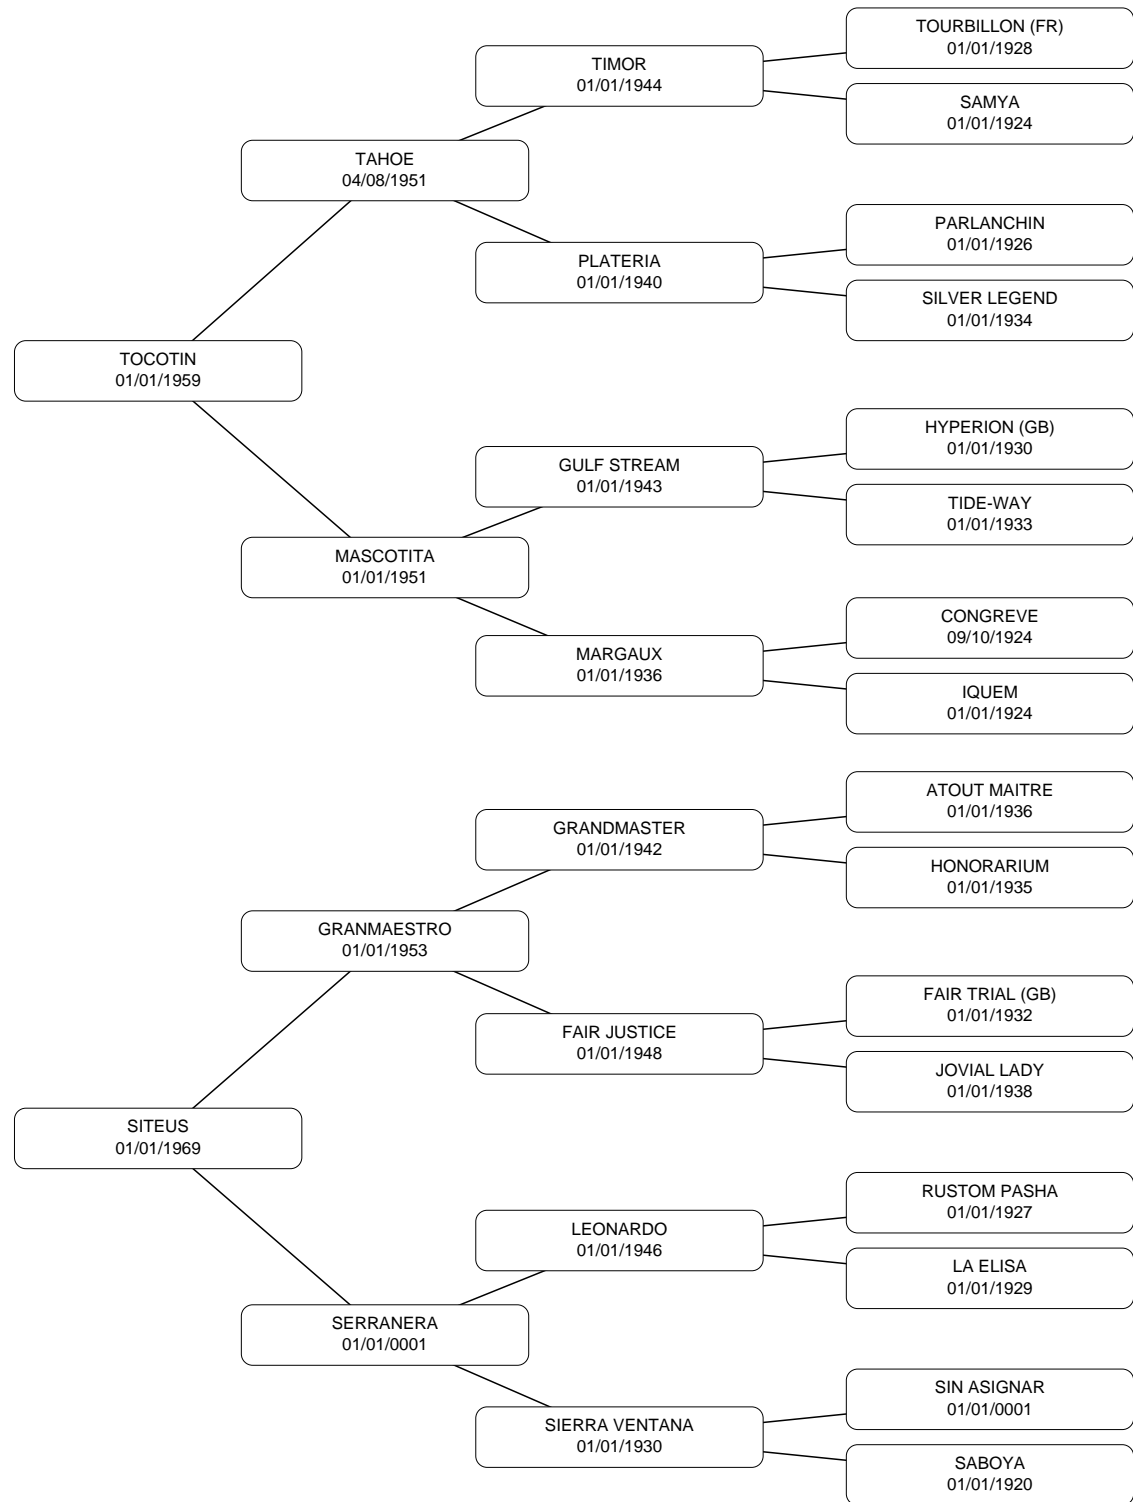 TOURBILLON (FR)
01/01/1928
TIMOR
01/01/1944
SAMYA
01/01/1924
TAHOE
04/08/1951
PARLANCHIN
01/01/1926
PLATERIA
01/01/1940
SILVER LEGEND
01/01/1934
TOCOTIN
01/01/1959
HYPERION (GB)
01/01/1930
GULF STREAM
01/01/1943
TIDE-WAY
01/01/1933
MASCOTITA
01/01/1951
CONGREVE
09/10/1924
MARGAUX
01/01/1936
IQUEM
01/01/1924
ATOUT MAITRE
01/01/1936
GRANDMASTER
01/01/1942
HONORARIUM
01/01/1935
GRANMAESTRO
01/01/1953
FAIR TRIAL (GB)
01/01/1932
FAIR JUSTICE
01/01/1948
JOVIAL LADY
01/01/1938
SITEUS
01/01/1969
RUSTOM PASHA
01/01/1927
LEONARDO
01/01/1946
LA ELISA
01/01/1929
SERRANERA
01/01/0001
SIN ASIGNAR
01/01/0001
SIERRA VENTANA
01/01/1930
SABOYA
01/01/1920